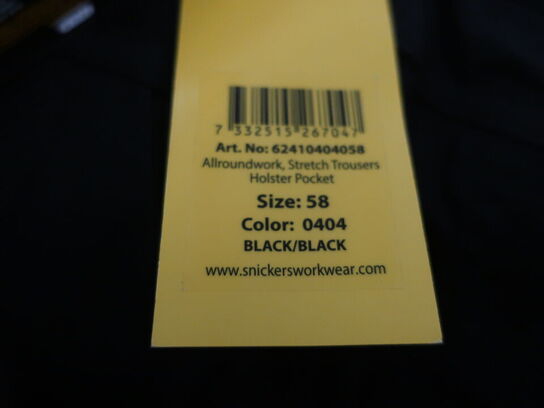 7 332515 267047
Art. No: 62410404058
Allroundwork, Stretch Trousers
Holster Pocket
Size: 58
Color: 0404
BLACK/BLACK
www.snickersworkwear.com